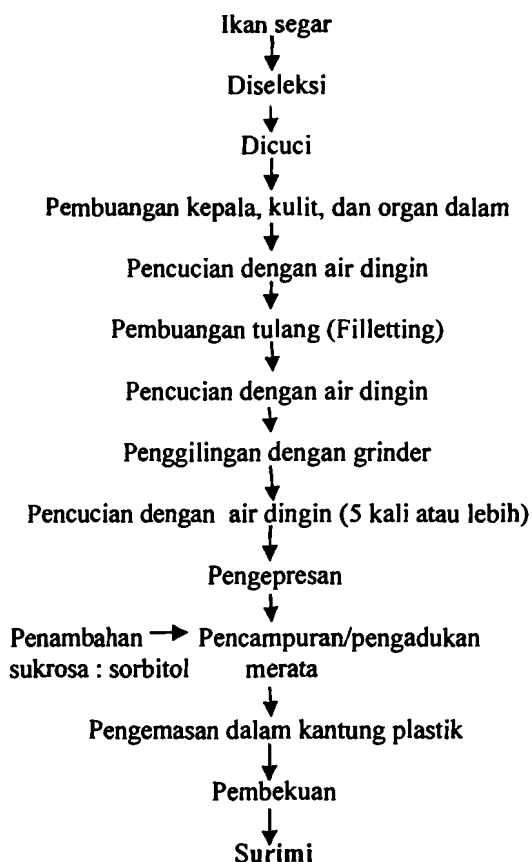 Ikan segar
Diseleksi
Dicuci
Pembuangan kepala, kulit, dan organ dalam
Pencucian dengan air dingin
Pembuangan tulang (Filletting)
Pencucian dengan air dingin
Penggilingan dengan grinder
Pencucian dengan air dingin (5 kali atau lebih)
Pengepresan
Penambahan
sukrosa : sorbitol
Pencampuran/pengadukan
merata
Pengemasan dalam kantung plastik
Pembekuan
Surimi